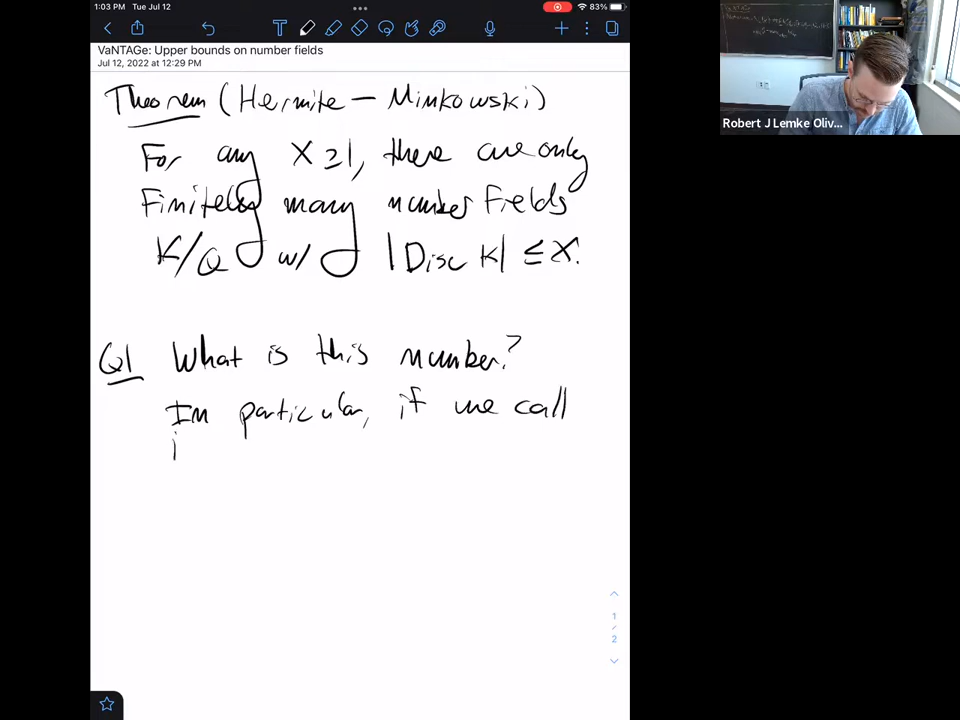 1:03 PM Tue Jul 12
83%
VaNTAGe: Upper bounds on number fields
Jul 12, 2022 at 12:29 PM
Theorem (Hermite – Minkowski)
For any X ≥ 1, there are only
Finitely many number Fields
K/Q w/ |Disc K| ≤ X.
Q1 What is this number?
In particular, if we call
i
1
/
2
Robert J Lemke Oliv...